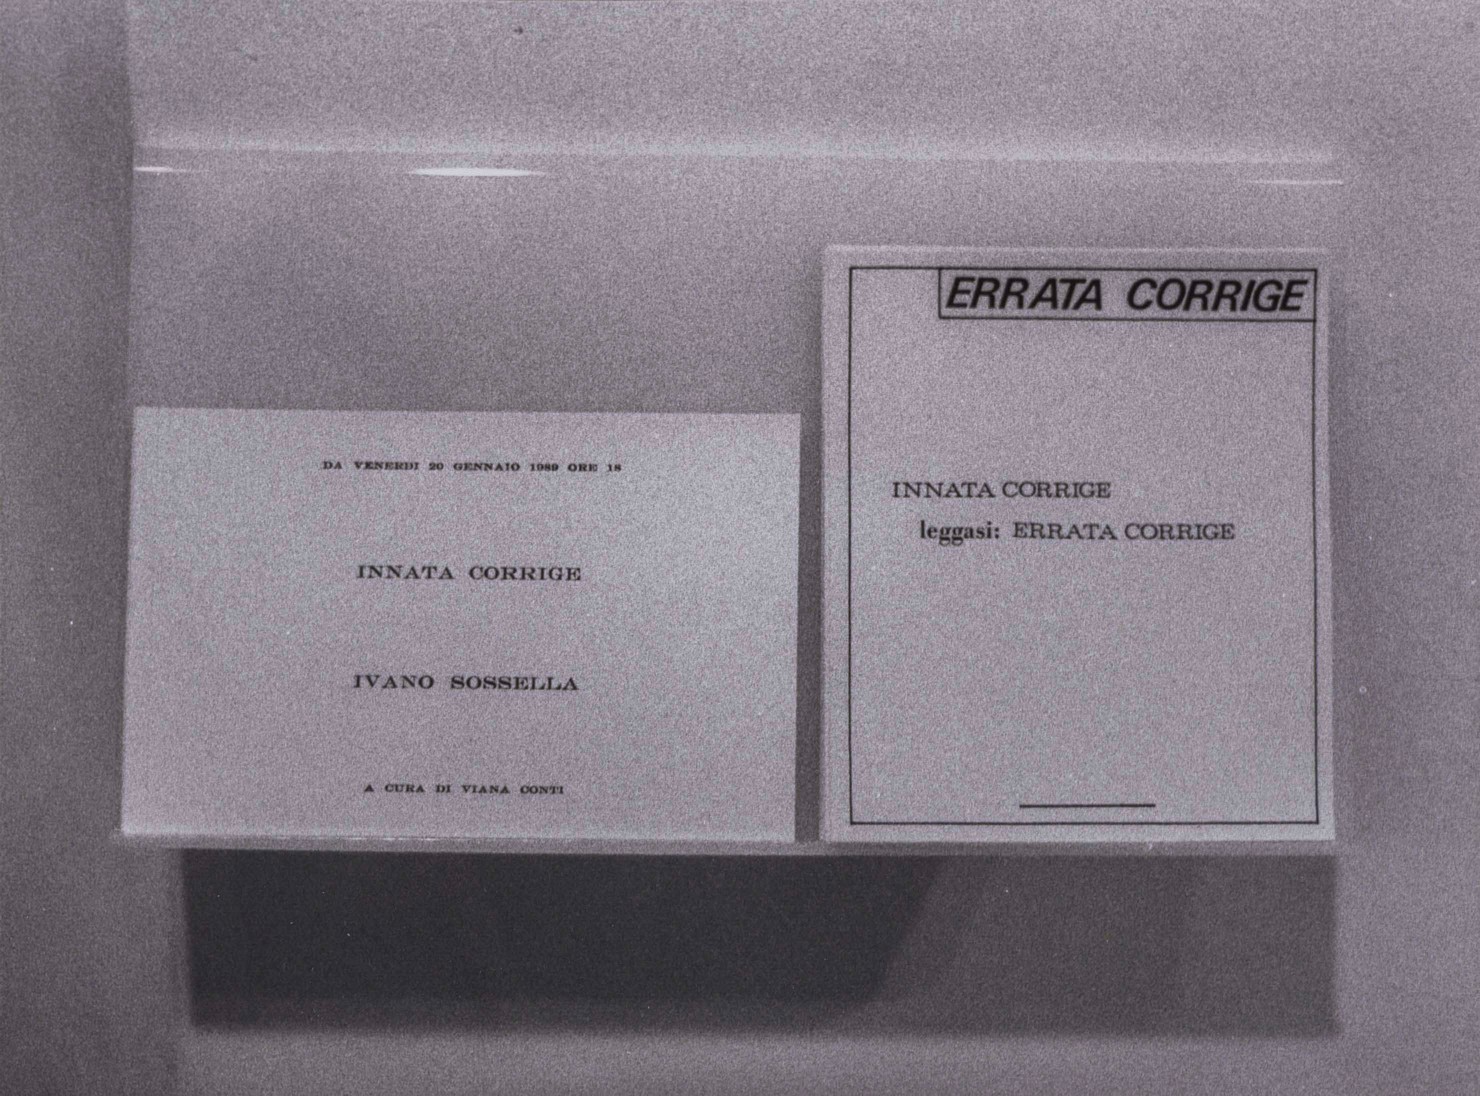 DA VENERDI 20 GENNAIO 1989 ORE 18
INNATA CORRIGE
IVANO SOSSELLA
A CURA DI VIANA CONTI
ERRATA CORRIGE
INNATA CORRIGE
leggasi: ERRATA CORRIGE